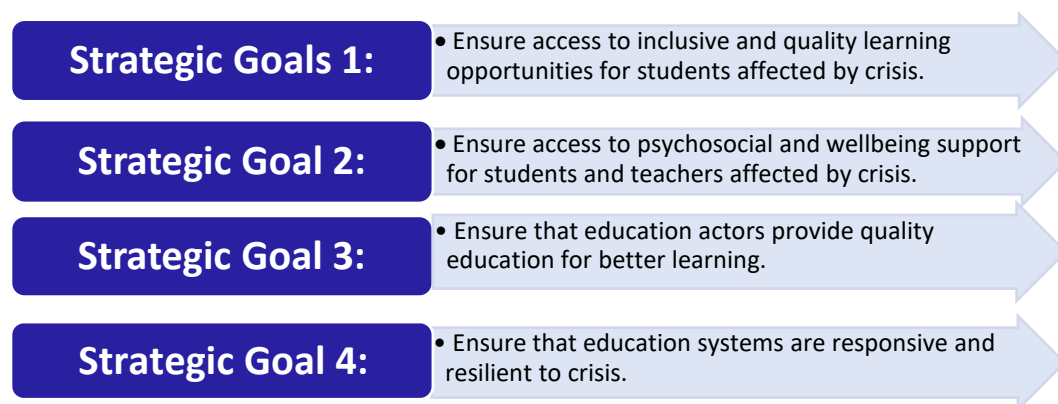 Strategic Goals 1:
• Ensure access to inclusive and quality learning
opportunities for students affected by crisis.
Strategic Goal 2:
• Ensure access to psychosocial and wellbeing support
for students and teachers affected by crisis.
Strategic Goal 3:
• Ensure that education actors provide quality
education for better learning.
Strategic Goal 4:
• Ensure that education systems are responsive and
resilient to crisis.